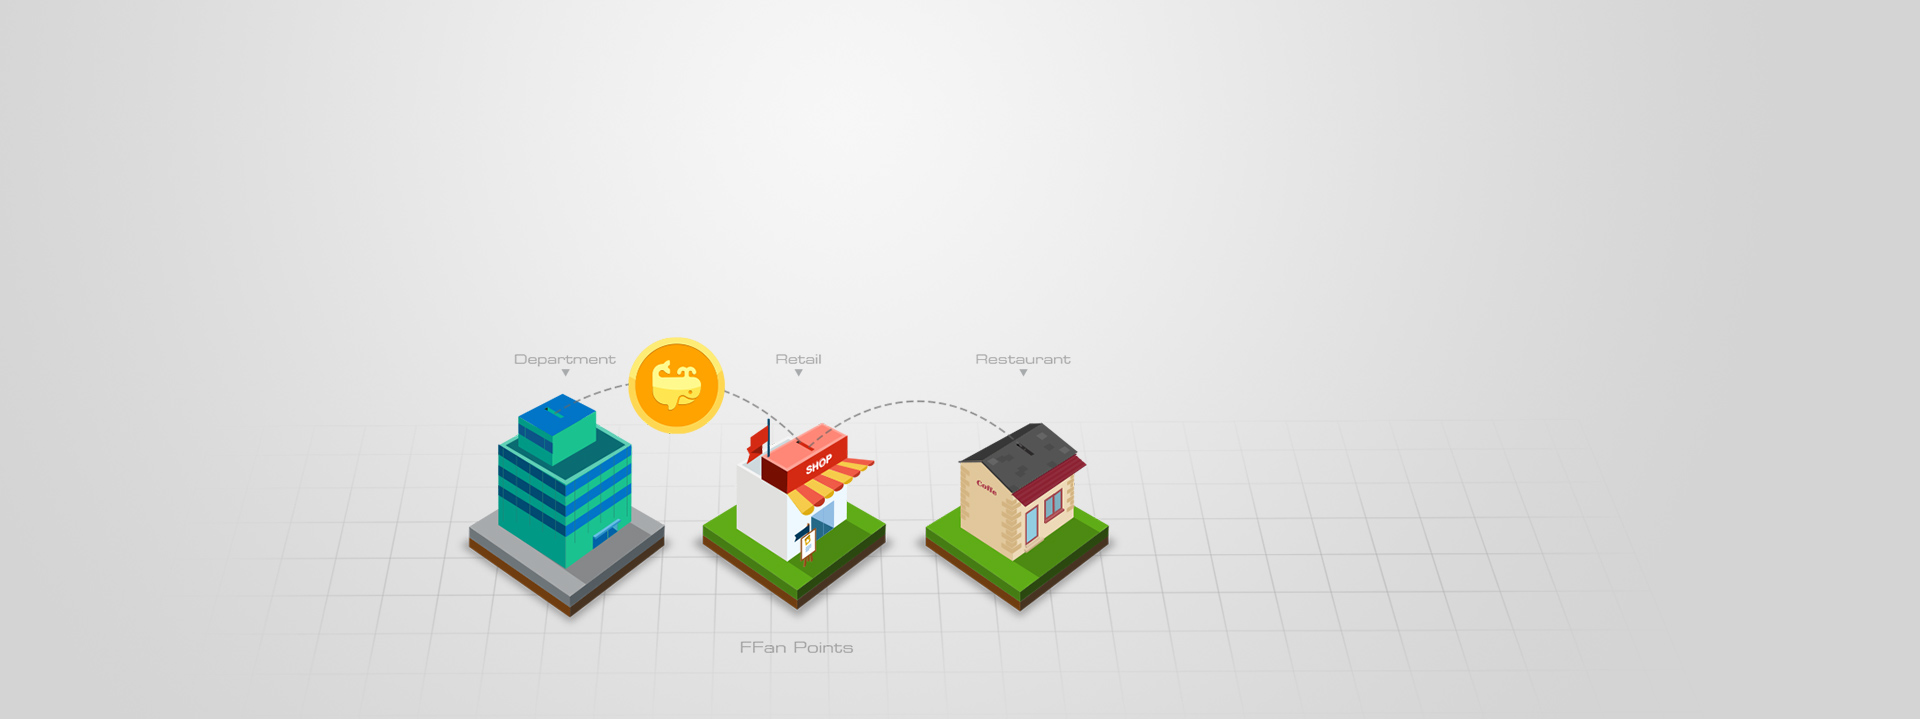 Department
Retail
Restaurant
SHOP
Coffe
FFan Points